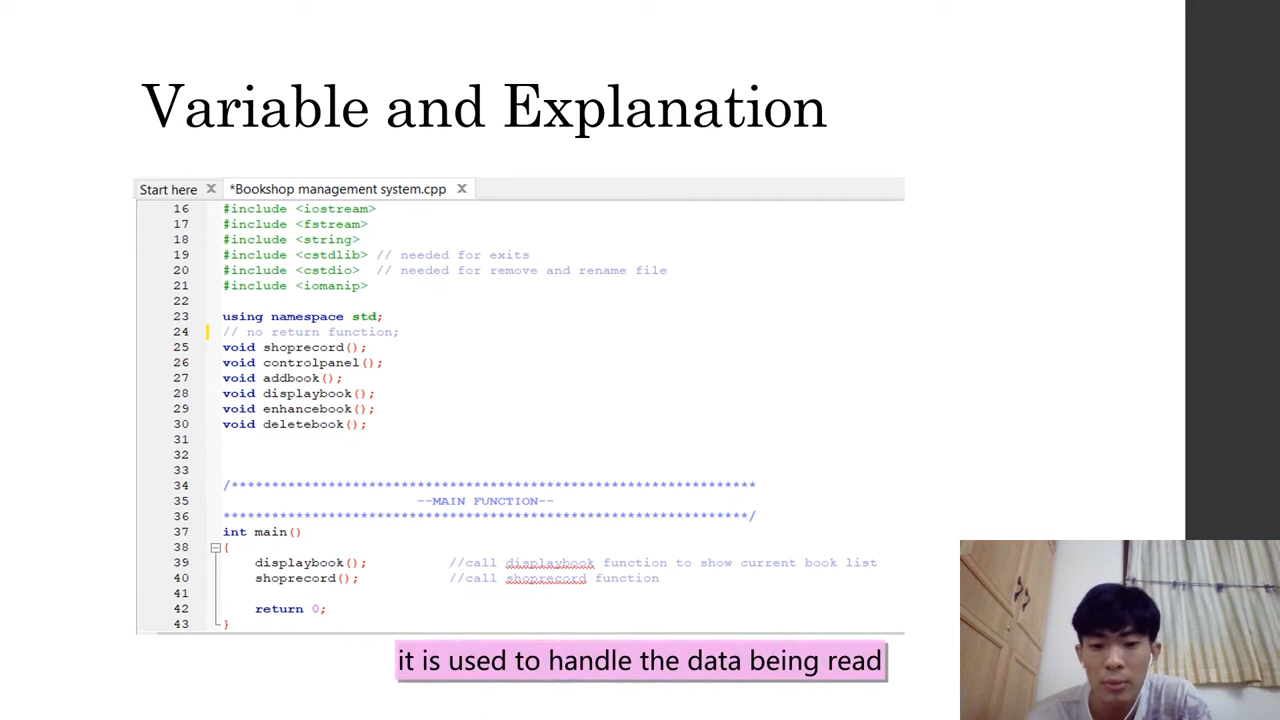 Variable and Explanation
Start here X *Bookshop management system.cpp X
16 #include <iostream>
17 #include <fstream>
18 #include <string>
19 #include <cstdlib> // needed for exits
20 #include <cstdio> // needed for remove and rename file
21 #include <iomanip>
22
23 using namespace std;
24 // no return function;
25 void shoprecord();
26 void controlpanel();
27 void addbook();
28 void displaybook();
29 void enhancebook();
30 void deletebook();
31
32
33
34 /*****************************************************************
35 --MAIN FUNCTION--
36 *****************************************************************/
37 int main()
38 {
39 displaybook(); //call displaybook function to show current book list
40 shoprecord(); //call shoprecord function
41
42 return 0;
43 }
it is used to handle the data being read